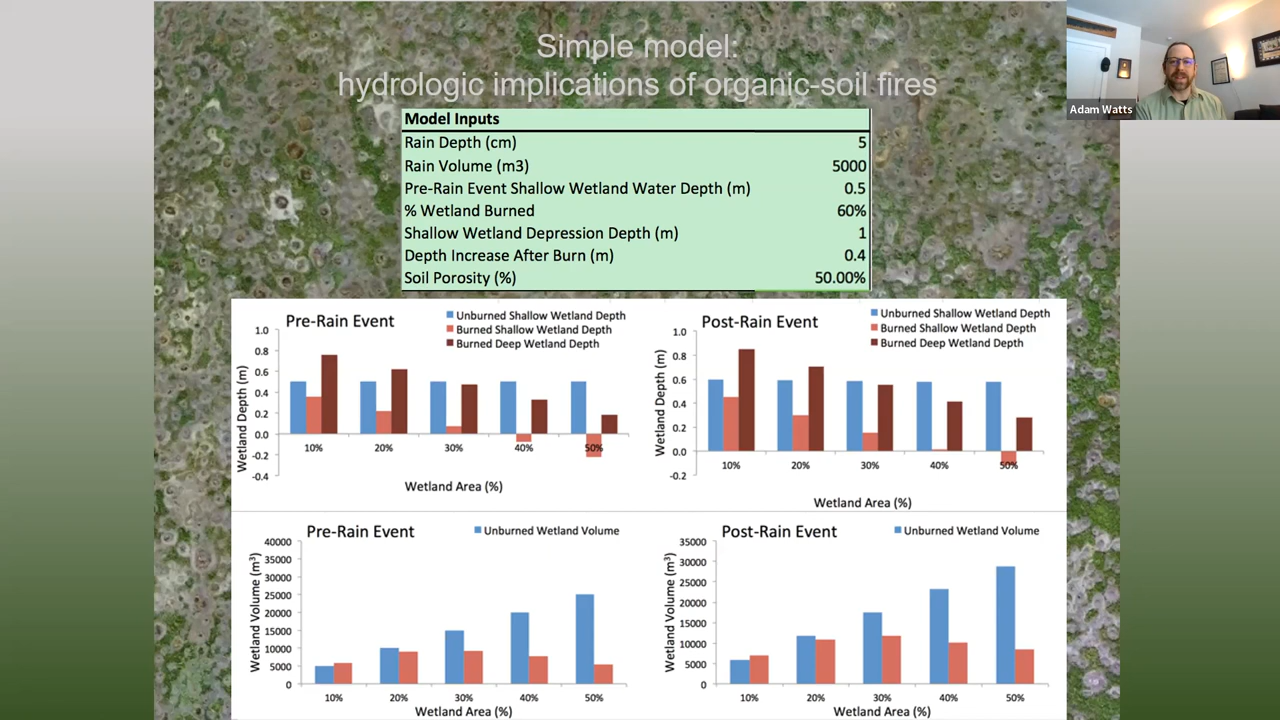 Simple model:
hydrologic implications of organic-soil fires
Adam Watts
Model Inputs
Rain Depth (cm) 5
Rain Volume (m3) 5000
Pre-Rain Event Shallow Wetland Water Depth (m) 0.5
% Wetland Burned 60%
Shallow Wetland Depression Depth (m) 1
Depth Increase After Burn (m) 0.4
Soil Porosity (%) 50.00%
Pre-Rain Event
Unburned Shallow Wetland Depth
Burned Shallow Wetland Depth
Burned Deep Wetland Depth
Wetland Depth (m)
1.0
0.8
0.6
0.4
0.2
0.0
-0.2
-0.4
10% 20% 30% 40% 50%
Wetland Area (%)
Post-Rain Event
Unburned Shallow Wetland Depth
Burned Shallow Wetland Depth
Burned Deep Wetland Depth
Wetland Depth (m)
1.0
0.8
0.6
0.4
0.2
0.0
-0.2
10% 20% 30% 40% 50%
Wetland Area (%)
Pre-Rain Event
Unburned Wetland Volume
Wetland Volume (m³)
40000
35000
30000
25000
20000
15000
10000
5000
0
10% 20% 30% 40% 50%
Wetland Area (%)
Post-Rain Event
Unburned Wetland Volume
Wetland Volume (m³)
35000
30000
25000
20000
15000
10000
5000
0
10% 20% 30% 40% 50%
Wetland Area (%)